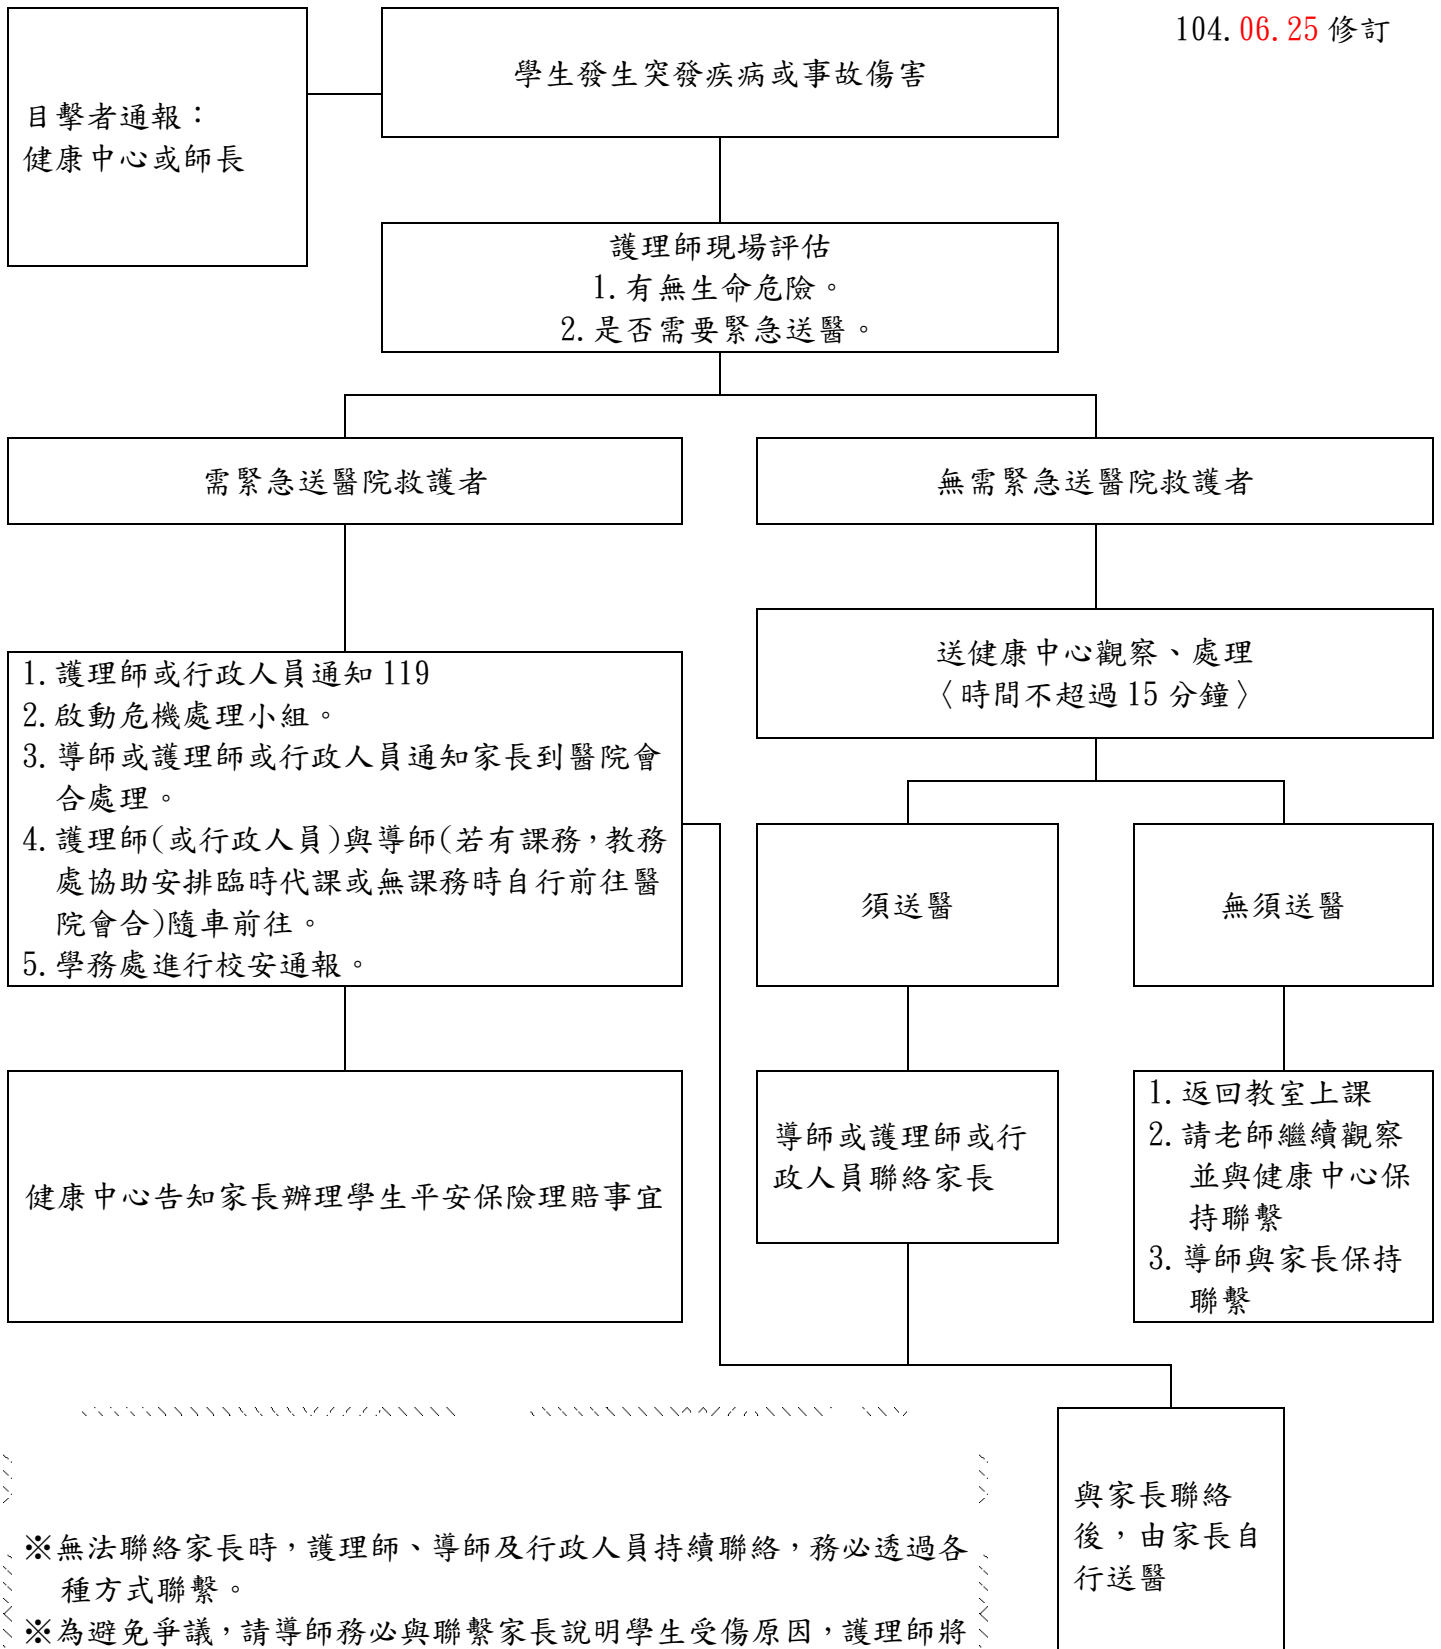 104.06.25 修訂
學生發生突發疾病或事故傷害
目擊者通報：
健康中心或師長
護理師現場評估
1.有無生命危險。
2.是否需要緊急送醫。
需緊急送醫院救護者
無需緊急送醫院救護者
1.護理師或行政人員通知 119
2.啟動危機處理小組。
3.導師或護理師或行政人員通知家長到醫院會
合處理。
4.護理師(或行政人員)與導師(若有課務，教務
處協助安排臨時代課或無課務時自行前往醫
院會合)隨車前往。
5.學務處進行校安通報。
送健康中心觀察、處理
〈時間不超過 15 分鐘〉
須送醫
無須送醫
健康中心告知家長辦理學生平安保險理賠事宜
導師或護理師或行
政人員聯絡家長
1.返回教室上課
2.請老師繼續觀察
並與健康中心保
持聯繫
3.導師與家長保持
聯繫
與家長聯絡
後，由家長自
行送醫
※無法聯絡家長時，護理師、導師及行政人員持續聯絡，務必透過各
種方式聯繫。
※為避免爭議，請導師務必與聯繫家長說明學生受傷原因，護理師將